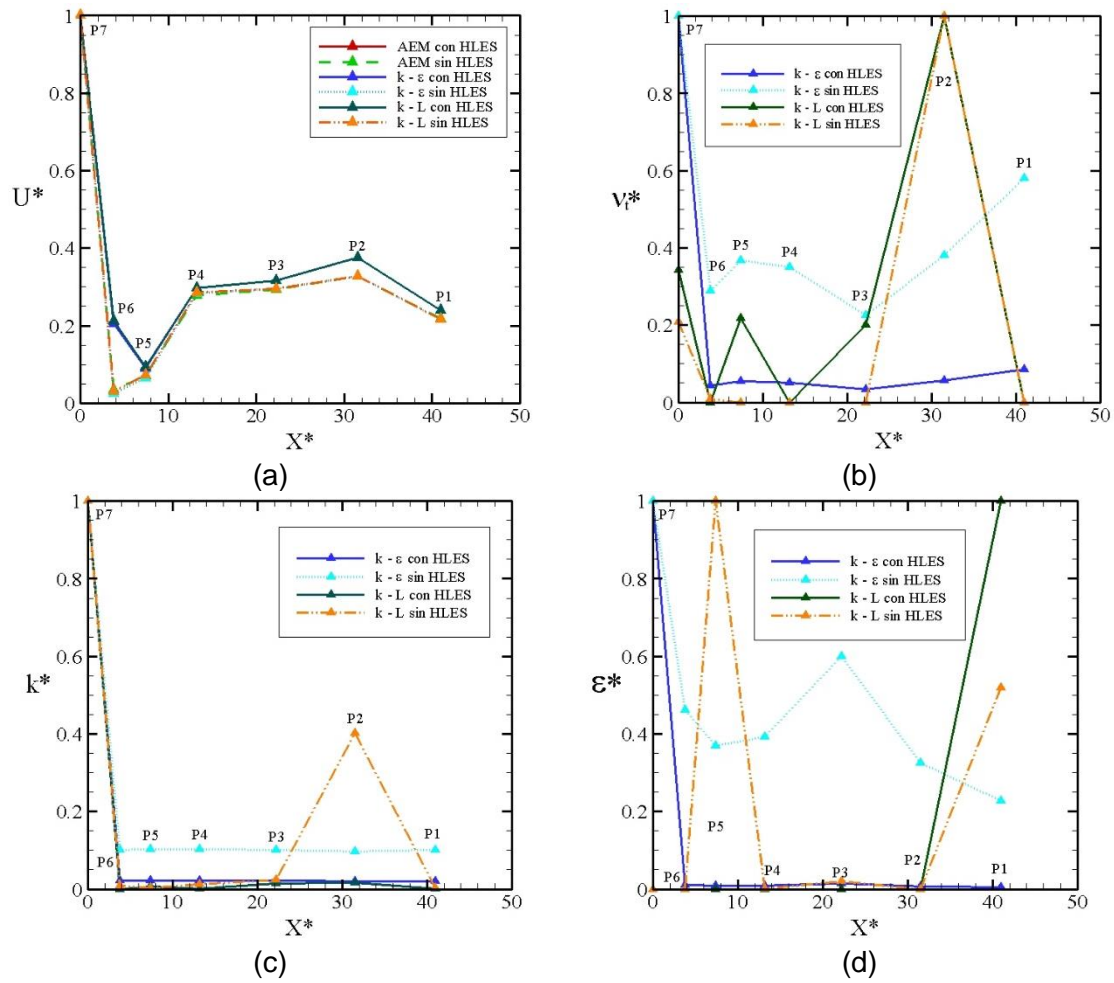 1
0.8
0.6
0.4
0.2
0
U*
P7
P6
P5
P4
P3
P2
P1
AEM con HLES
AEM sin HLES
k - ε con HLES
k - ε sin HLES
k - L con HLES
k - L sin HLES
0 10 20 30 40 50
X*
(a)
1
0.8
0.6
0.4
0.2
0
νt*
P7
k - ε con HLES
k - ε sin HLES
k - L con HLES
k - L sin HLES
P2
P1
P5
P4
P6
P3
0 10 20 30 40 50
X*
(b)
1
0.8
0.6
0.4
0.2
0
k*
P7
k - ε con HLES
k - ε sin HLES
k - L con HLES
k - L sin HLES
P2
P6
P5
P4
P3
P1
0 10 20 30 40 50
X*
(c)
1
0.8
0.6
0.4
0.2
0
ε*
P7
k - ε con HLES
k - ε sin HLES
k - L con HLES
k - L sin HLES
P5
P6
P4
P3
P2
P1
0 10 20 30 40 50
X*
(d)